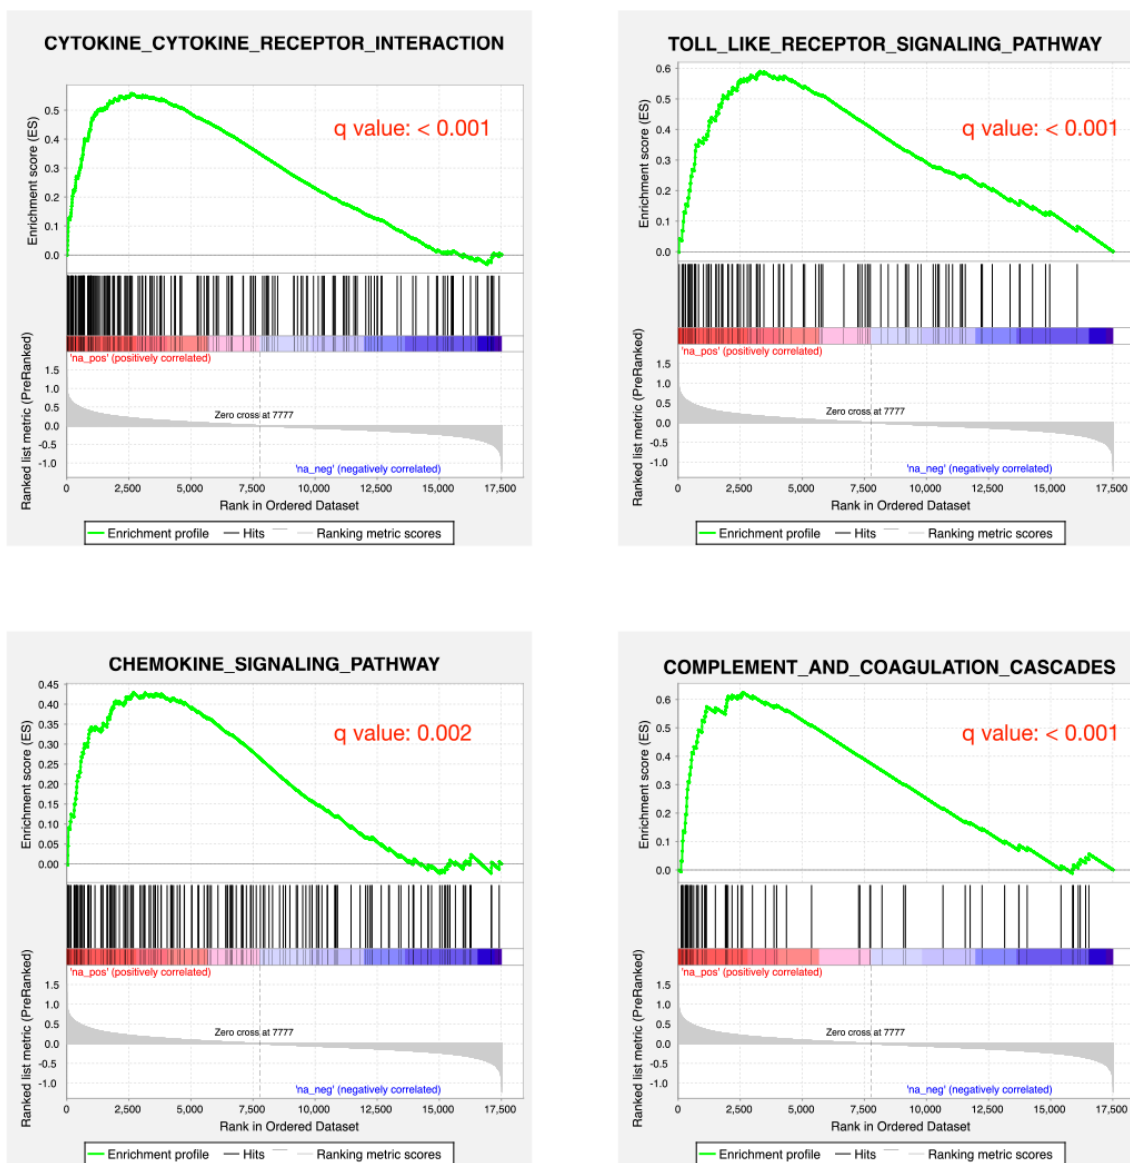 CYTOKINE_CYTOKINE_RECEPTOR_INTERACTION
Enrichment score (ES)
0.5
0.4
0.3
0.2
0.1
0.0
q value: < 0.001
'na_pos' (positively correlated)
Ranked list metric (PreRanked)
1.5
1.0
0.5
0.0
-0.5
-1.0
Zero cross at 7777
'na_neg' (negatively correlated)
0 2,500 5,000 7,500 10,000 12,500 15,000 17,500
Rank in Ordered Dataset
Enrichment profile Hits Ranking metric scores
TOLL_LIKE_RECEPTOR_SIGNALING_PATHWAY
Enrichment score (ES)
0.6
0.5
0.4
0.3
0.2
0.1
0.0
q value: < 0.001
'na_pos' (positively correlated)
Ranked list metric (PreRanked)
1.5
1.0
0.5
0.0
-0.5
-1.0
Zero cross at 7777
'na_neg' (negatively correlated)
0 2,500 5,000 7,500 10,000 12,500 15,000 17,500
Rank in Ordered Dataset
Enrichment profile Hits Ranking metric scores
CHEMOKINE_SIGNALING_PATHWAY
Enrichment score (ES)
0.45
0.40
0.35
0.30
0.25
0.20
0.15
0.10
0.05
0.00
q value: 0.002
'na_pos' (positively correlated)
Ranked list metric (PreRanked)
1.5
1.0
0.5
0.0
-0.5
-1.0
Zero cross at 7777
'na_neg' (negatively correlated)
0 2,500 5,000 7,500 10,000 12,500 15,000 17,500
Rank in Ordered Dataset
Enrichment profile Hits Ranking metric scores
COMPLEMENT_AND_COAGULATION_CASCADES
Enrichment score (ES)
0.6
0.5
0.4
0.3
0.2
0.1
0.0
q value: < 0.001
'na_pos' (positively correlated)
Ranked list metric (PreRanked)
1.5
1.0
0.5
0.0
-0.5
-1.0
Zero cross at 7777
'na_neg' (negatively correlated)
0 2,500 5,000 7,500 10,000 12,500 15,000 17,500
Rank in Ordered Dataset
Enrichment profile Hits Ranking metric scores